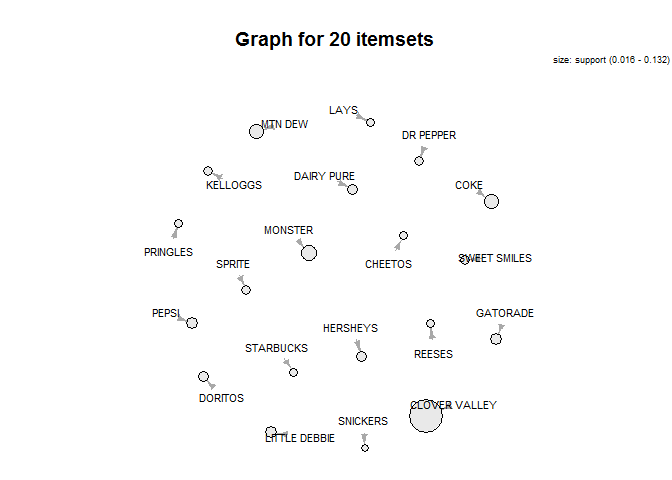 Graph for 20 itemsets
size: support (0.016 - 0.132)
LAYS
MTN DEW
DR PEPPER
DAIRY PURE
KELLOGGS
COKE
MONSTER
PRINGLES
SPRITE
CHEETOS
SWEET SMILES
PEPSI
GATORADE
HERSHEYS
STARBUCKS
REESES
DORITOS
CLOVER VALLEY
SNICKERS
LITTLE DEBBIE